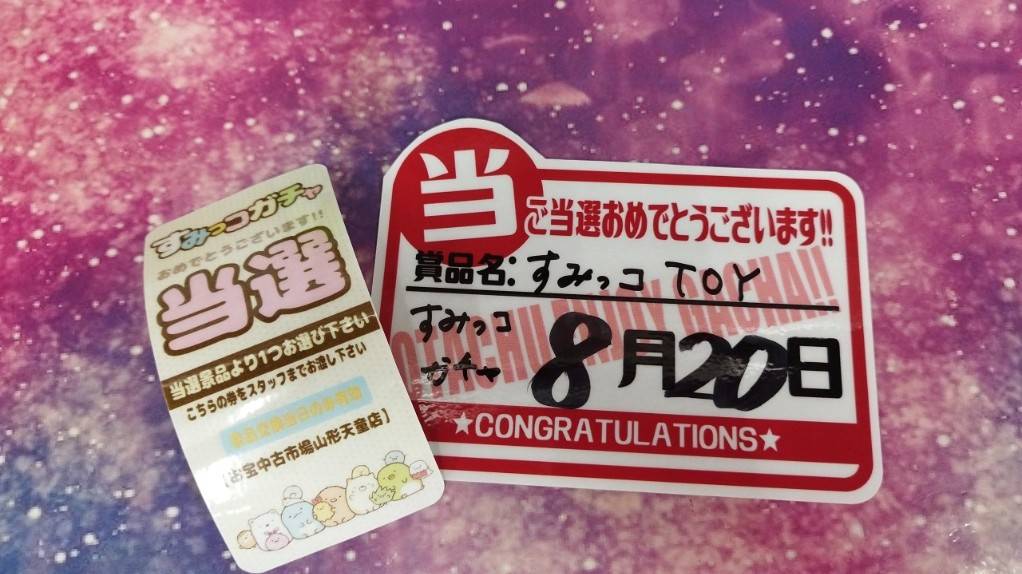 すみっコガチャ
おめでとうございます!!
当選
当選景品より1つお選び下さい
こちらの券をスタッフまでお渡し下さい
【お宝中古市場山形天童店】
当
ご当選おめでとうございます!!
賞品名:すみっコ TOY
すみっコ
ガチャ
8月20日
★CONGRATULATIONS★